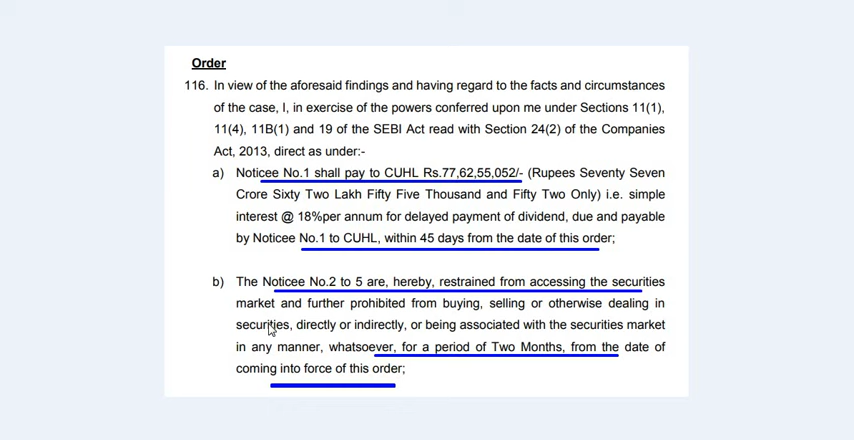 Order
116. In view of the aforesaid findings and having regard to the facts and circumstances
of the case, I, in exercise of the powers conferred upon me under Sections 11(1),
11(4), 11B(1) and 19 of the SEBI Act read with Section 24(2) of the Companies
Act, 2013, direct as under:-
a) Noticee No.1 shall pay to CUHL Rs.77,62,55,052/- (Rupees Seventy Seven
Crore Sixty Two Lakh Fifty Five Thousand and Fifty Two Only) i.e. simple
interest @ 18%per annum for delayed payment of dividend, due and payable
by Noticee No.1 to CUHL, within 45 days from the date of this order;
b) The Noticee No.2 to 5 are, hereby, restrained from accessing the securities
market and further prohibited from buying, selling or otherwise dealing in
securities, directly or indirectly, or being associated with the securities market
in any manner, whatsoever, for a period of Two Months, from the date of
coming into force of this order;